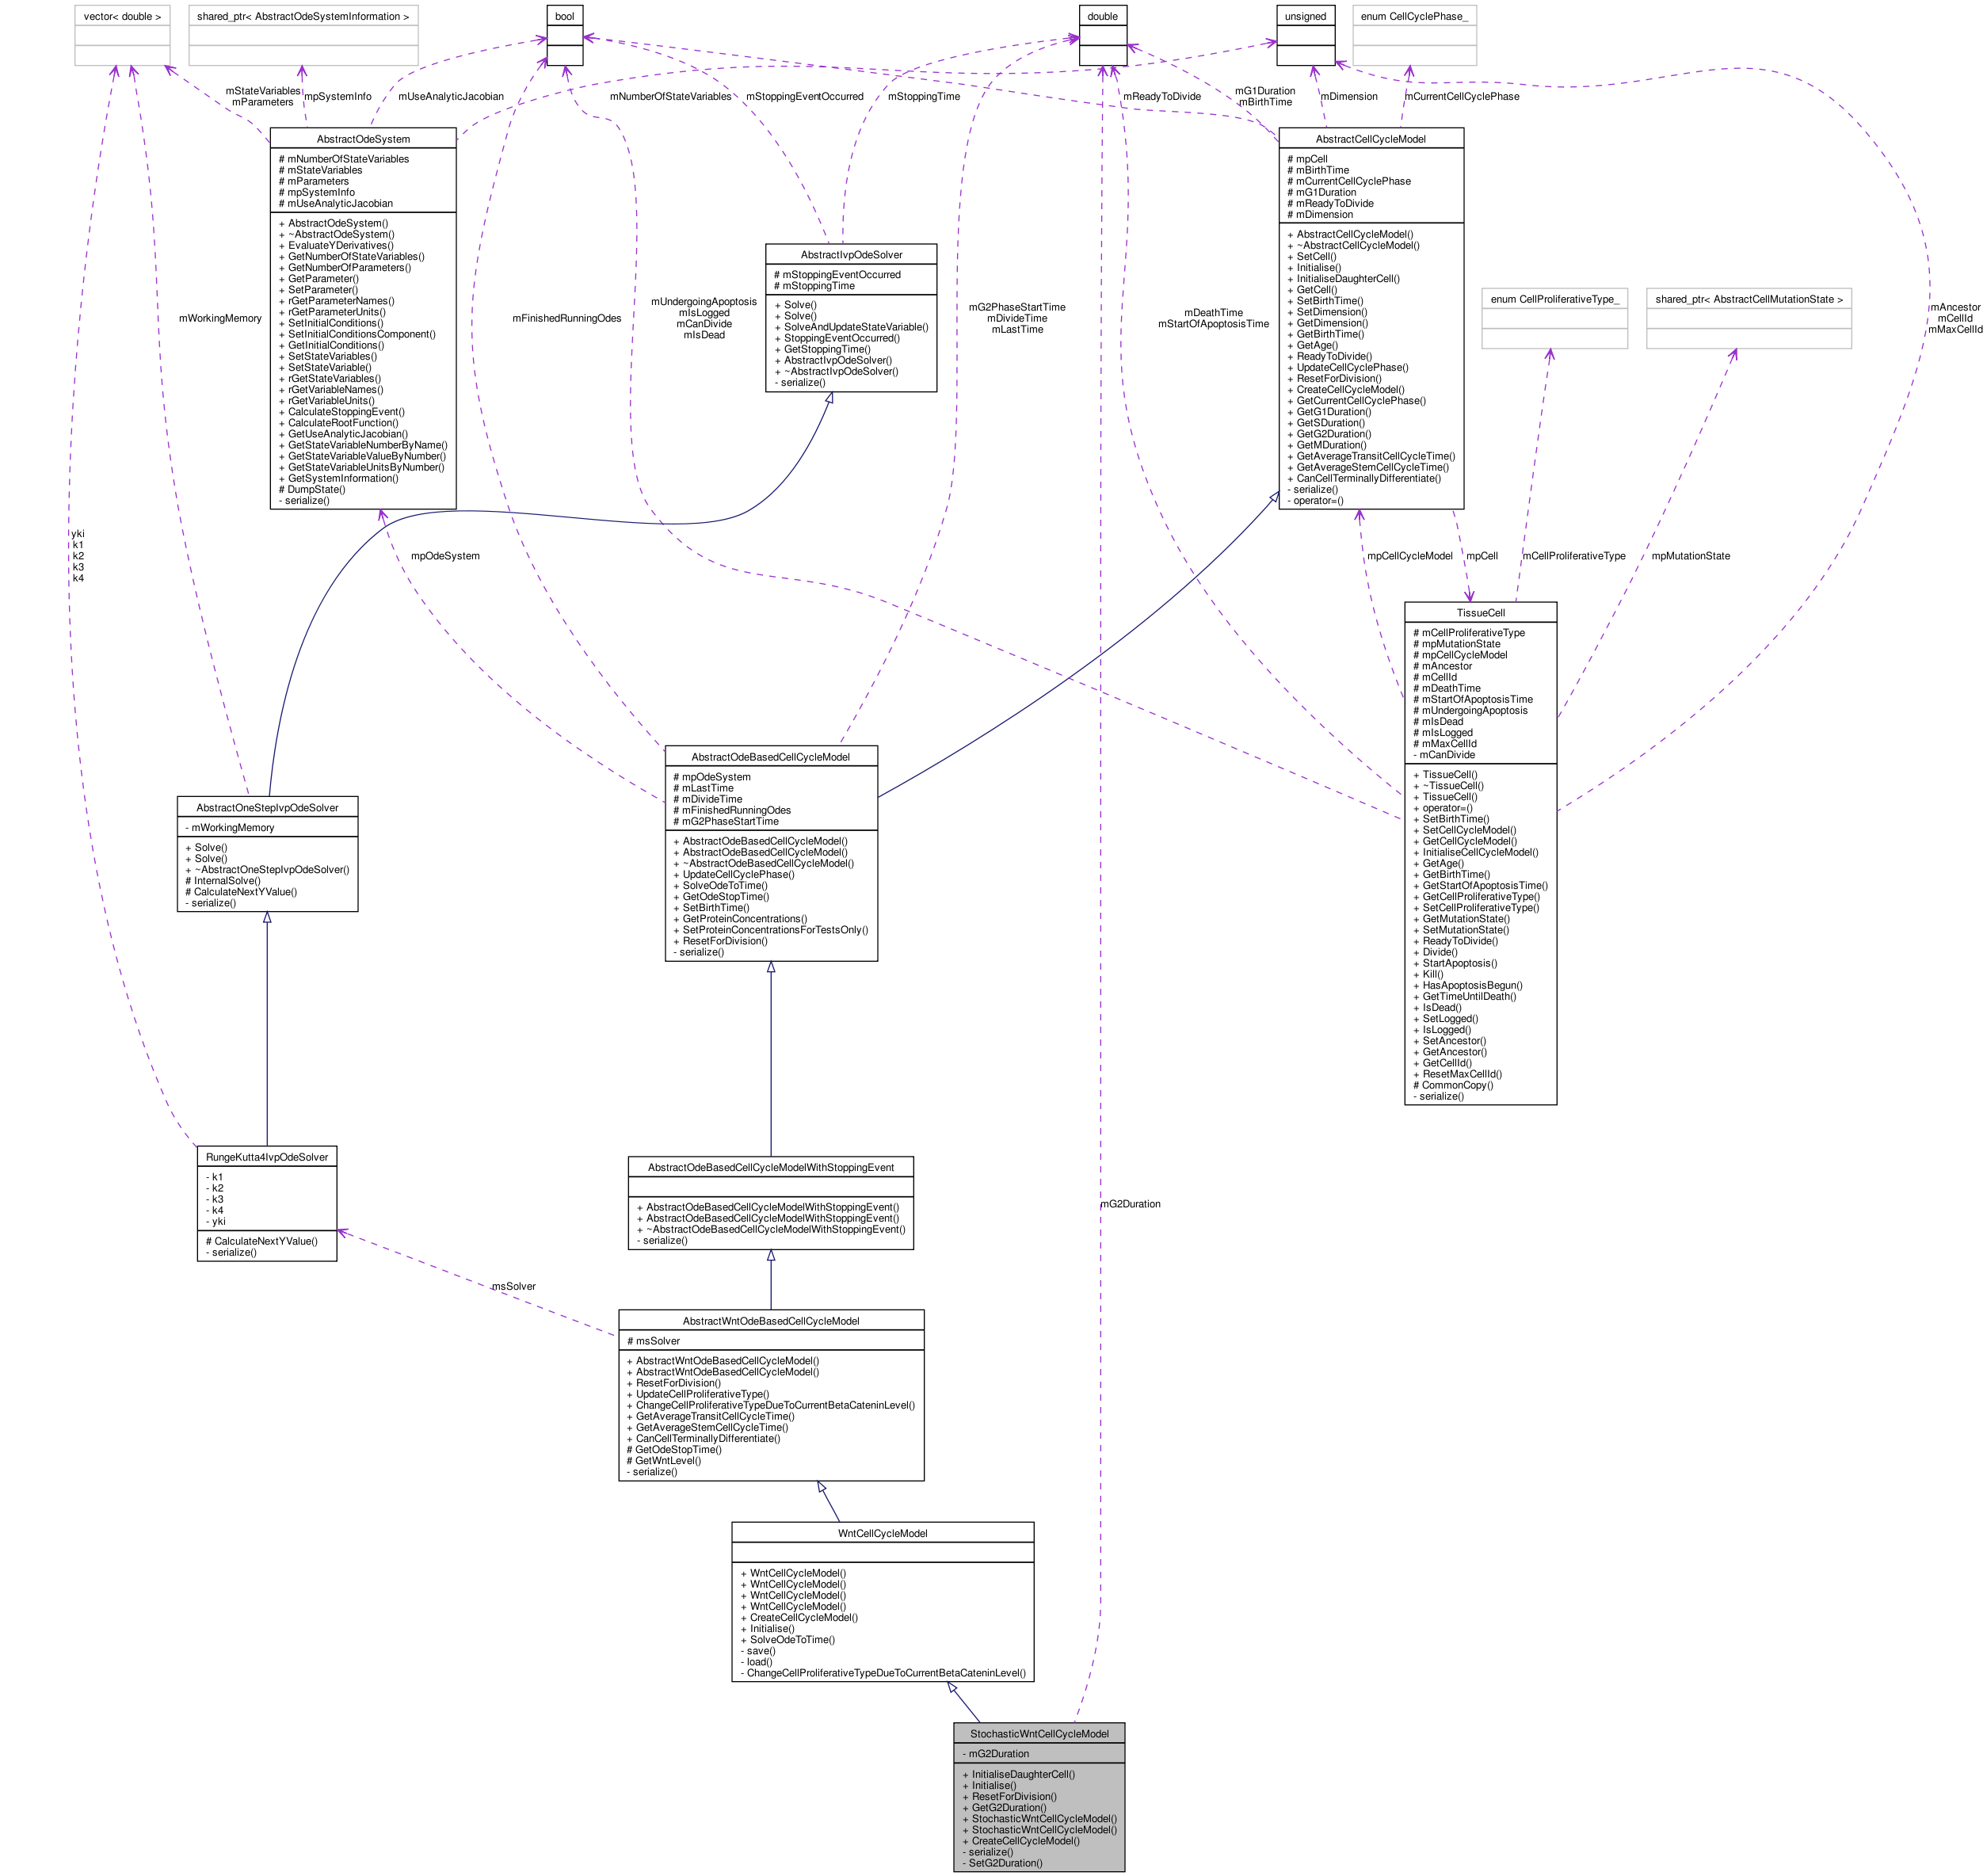 vector< double >
shared_ptr< AbstractOdeSystemInformation >
bool
double
unsigned
enum CellCyclePhase_
mStateVariables
mParameters
mpSystemInfo
mUseAnalyticJacobian
mNumberOfStateVariables
mStoppingEventOccurred
mStoppingTime
mReadyToDivide
mG1Duration
mBirthTime
mDimension
mCurrentCellCyclePhase
AbstractOdeSystem
# mNumberOfStateVariables
# mStateVariables
# mParameters
# mpSystemInfo
# mUseAnalyticJacobian
+ AbstractOdeSystem()
+ ~AbstractOdeSystem()
+ EvaluateYDerivatives()
+ GetNumberOfStateVariables()
+ GetNumberOfParameters()
+ GetParameter()
+ SetParameter()
+ rGetParameterNames()
+ rGetParameterUnits()
+ SetInitialConditions()
+ SetInitialConditionsComponent()
+ GetInitialConditions()
+ SetStateVariables()
+ SetStateVariable()
+ rGetStateVariables()
+ rGetVariableNames()
+ rGetVariableUnits()
+ CalculateStoppingEvent()
+ CalculateRootFunction()
+ GetUseAnalyticJacobian()
+ GetStateVariableNumberByName()
+ GetStateVariableValueByNumber()
+ GetStateVariableUnitsByNumber()
+ GetSystemInformation()
# DumpState()
- serialize()
AbstractIvpOdeSolver
# mStoppingEventOccurred
# mStoppingTime
+ Solve()
+ Solve()
+ SolveAndUpdateStateVariable()
+ StoppingEventOccurred()
+ GetStoppingTime()
+ AbstractIvpOdeSolver()
+ ~AbstractIvpOdeSolver()
- serialize()
AbstractCellCycleModel
# mpCell
# mBirthTime
# mCurrentCellCyclePhase
# mG1Duration
# mReadyToDivide
# mDimension
+ AbstractCellCycleModel()
+ ~AbstractCellCycleModel()
+ SetCell()
+ Initialise()
+ InitialiseDaughterCell()
+ GetCell()
+ SetBirthTime()
+ SetDimension()
+ GetDimension()
+ GetBirthTime()
+ GetAge()
+ ReadyToDivide()
+ UpdateCellCyclePhase()
+ ResetForDivision()
+ CreateCellCycleModel()
+ GetCurrentCellCyclePhase()
+ GetG1Duration()
+ GetSDuration()
+ GetG2Duration()
+ GetMDuration()
+ GetAverageTransitCellCycleTime()
+ GetAverageStemCellCycleTime()
+ CanCellTerminallyDifferentiate()
- serialize()
- operator=()
enum CellProliferativeType_
shared_ptr< AbstractCellMutationState >
mWorkingMemory
mFinishedRunningOdes
mUndergoingApoptosis
mIsLogged
mCanDivide
mIsDead
mG2PhaseStartTime
mDivideTime
mLastTime
mDeathTime
mStartOfApoptosisTime
mAncestor
mCellId
mMaxCellId
yki
k1
k2
k3
k4
mpOdeSystem
mpCellCycleModel
mpCell
mCellProliferativeType
mpMutationState
TissueCell
# mCellProliferativeType
# mpMutationState
# mpCellCycleModel
# mAncestor
# mCellId
# mDeathTime
# mStartOfApoptosisTime
# mUndergoingApoptosis
# mIsDead
# mIsLogged
# mMaxCellId
- mCanDivide
+ TissueCell()
+ ~TissueCell()
+ TissueCell()
+ operator=()
+ SetBirthTime()
+ SetCellCycleModel()
+ GetCellCycleModel()
+ InitialiseCellCycleModel()
+ GetAge()
+ GetBirthTime()
+ GetStartOfApoptosisTime()
+ GetCellProliferativeType()
+ SetCellProliferativeType()
+ GetMutationState()
+ SetMutationState()
+ ReadyToDivide()
+ Divide()
+ StartApoptosis()
+ Kill()
+ HasApoptosisBegun()
+ GetTimeUntilDeath()
+ IsDead()
+ SetLogged()
+ IsLogged()
+ SetAncestor()
+ GetAncestor()
+ GetCellId()
+ ResetMaxCellId()
# CommonCopy()
- serialize()
AbstractOdeBasedCellCycleModel
# mpOdeSystem
# mLastTime
# mDivideTime
# mFinishedRunningOdes
# mG2PhaseStartTime
+ AbstractOdeBasedCellCycleModel()
+ AbstractOdeBasedCellCycleModel()
+ ~AbstractOdeBasedCellCycleModel()
+ UpdateCellCyclePhase()
+ SolveOdeToTime()
+ GetOdeStopTime()
+ SetBirthTime()
+ GetProteinConcentrations()
+ SetProteinConcentrationsForTestsOnly()
+ ResetForDivision()
- serialize()
AbstractOneStepIvpOdeSolver
- mWorkingMemory
+ Solve()
+ Solve()
+ ~AbstractOneStepIvpOdeSolver()
# InternalSolve()
# CalculateNextYValue()
- serialize()
RungeKutta4IvpOdeSolver
- k1
- k2
- k3
- k4
- yki
# CalculateNextYValue()
- serialize()
AbstractOdeBasedCellCycleModelWithStoppingEvent
+ AbstractOdeBasedCellCycleModelWithStoppingEvent()
+ AbstractOdeBasedCellCycleModelWithStoppingEvent()
+ ~AbstractOdeBasedCellCycleModelWithStoppingEvent()
- serialize()
mG2Duration
msSolver
AbstractWntOdeBasedCellCycleModel
# msSolver
+ AbstractWntOdeBasedCellCycleModel()
+ AbstractWntOdeBasedCellCycleModel()
+ ResetForDivision()
+ UpdateCellProliferativeType()
+ ChangeCellProliferativeTypeDueToCurrentBetaCateninLevel()
+ GetAverageTransitCellCycleTime()
+ GetAverageStemCellCycleTime()
+ CanCellTerminallyDifferentiate()
# GetOdeStopTime()
# GetWntLevel()
- serialize()
WntCellCycleModel
+ WntCellCycleModel()
+ WntCellCycleModel()
+ WntCellCycleModel()
+ WntCellCycleModel()
+ CreateCellCycleModel()
+ Initialise()
+ SolveOdeToTime()
- save()
- load()
- ChangeCellProliferativeTypeDueToCurrentBetaCateninLevel()
StochasticWntCellCycleModel
- mG2Duration
+ InitialiseDaughterCell()
+ Initialise()
+ ResetForDivision()
+ GetG2Duration()
+ StochasticWntCellCycleModel()
+ StochasticWntCellCycleModel()
+ CreateCellCycleModel()
- serialize()
- SetG2Duration()